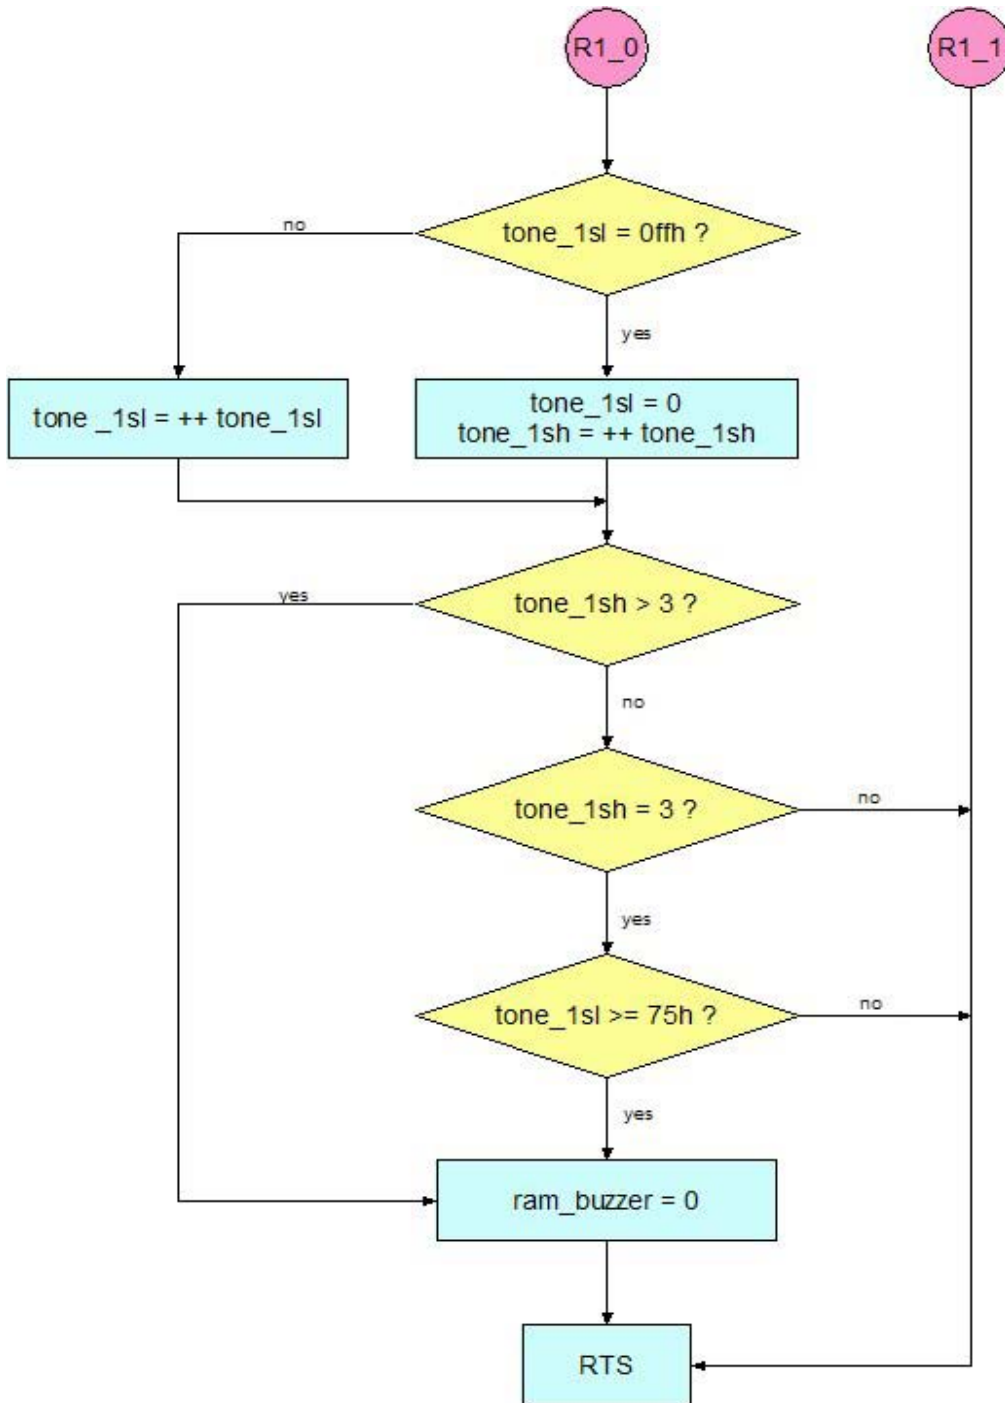 R1_0
R1_1
tone_1sl = 0ffh ?
no
yes
tone _1sl = ++ tone_1sl
tone_1sl = 0
tone_1sh = ++ tone_1sh
tone_1sh > 3 ?
yes
no
tone_1sh = 3 ?
no
yes
tone_1sl >= 75h ?
no
yes
ram_buzzer = 0
RTS